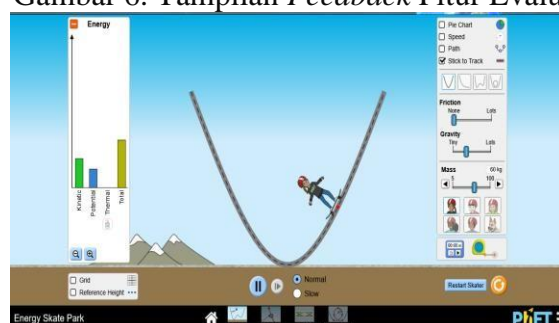 Gambar 6. Tampilan Feedback Fitur Evalu
Energy
Kinetic
Potential
Thermal
Total
Pie Chart
Speed
Path
Stick to Track
Friction
None Lots
Gravity
Tiny Lots
Mass 60 kg
5 100
Grid
Reference Height
Normal
Slow
Restart Skater
Energy Skate Park
PhET